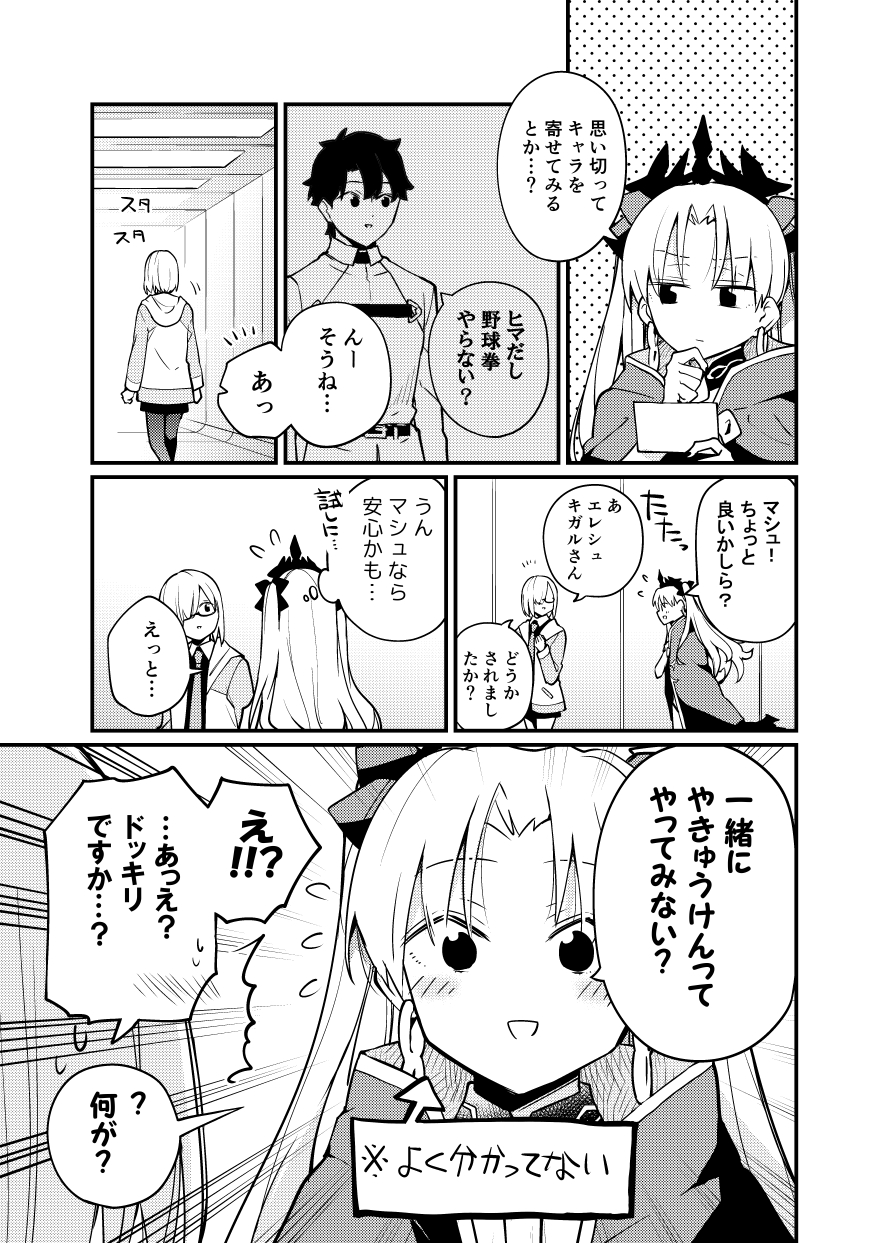 思い切って
キャラを
寄せてみる
とか…?
ヒマだし
野球拳
やらない?
んー
そうね…
あっ
スタ
スタ
マシュ!
ちょっと
良いかしら?
たたたっ
あ
エレシュ
キガルさん
どうか
されまし
たか?
うん
マシュなら
安心かも…
試しに…
えっと…
一緒に
やきゅうけんって
やってみない?
え!!?
…あっえ?
ドッキリ
ですか…?
?
何が?
※よく分かってない